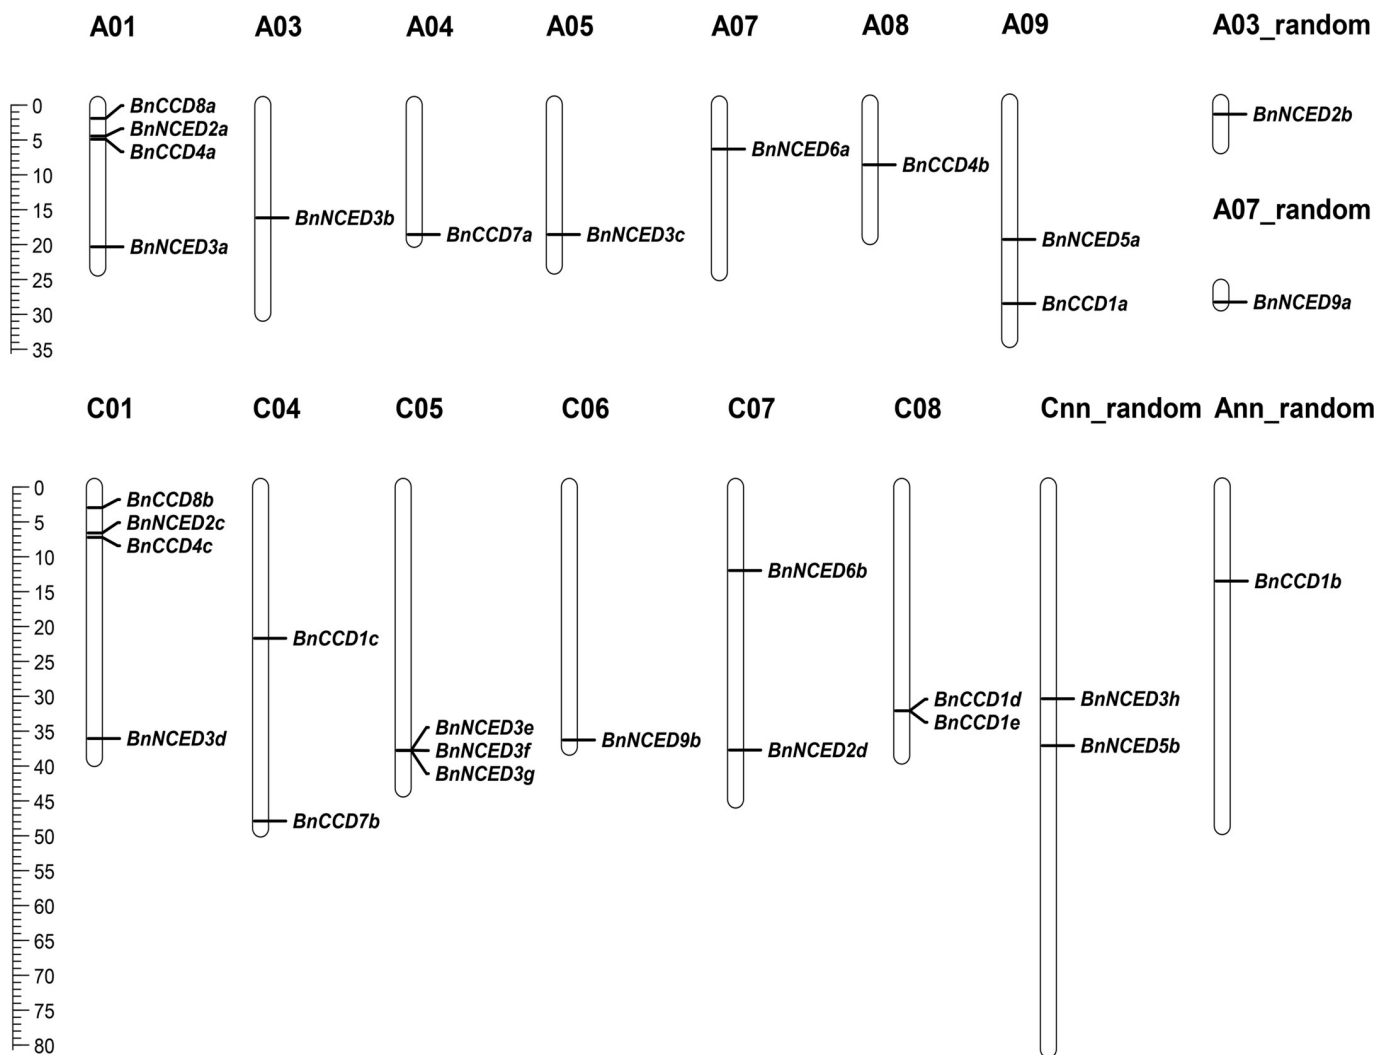 A01 A03 A04 A05 A07 A08 A09 A03_random
0
5
10
15
20
25
30
35
BnCCD8a
BnNCED2a
BnCCD4a
BnNCED3a
BnNCED3b
BnCCD7a
BnNCED3c
BnNCED6a
BnCCD4b
BnNCED5a
BnCCD1a
BnNCED2b
A07_random
BnNCED9a
C01 C04 C05 C06 C07 C08 Cnn_random Ann_random
0
5
10
15
20
25
30
35
40
45
50
55
60
65
70
75
80
BnCCD8b
BnNCED2c
BnCCD4c
BnNCED3d
BnCCD1c
BnCCD7b
BnNCED3e
BnNCED3f
BnNCED3g
BnNCED9b
BnNCED6b
BnNCED2d
BnCCD1d
BnCCD1e
BnNCED3h
BnNCED5b
BnCCD1b